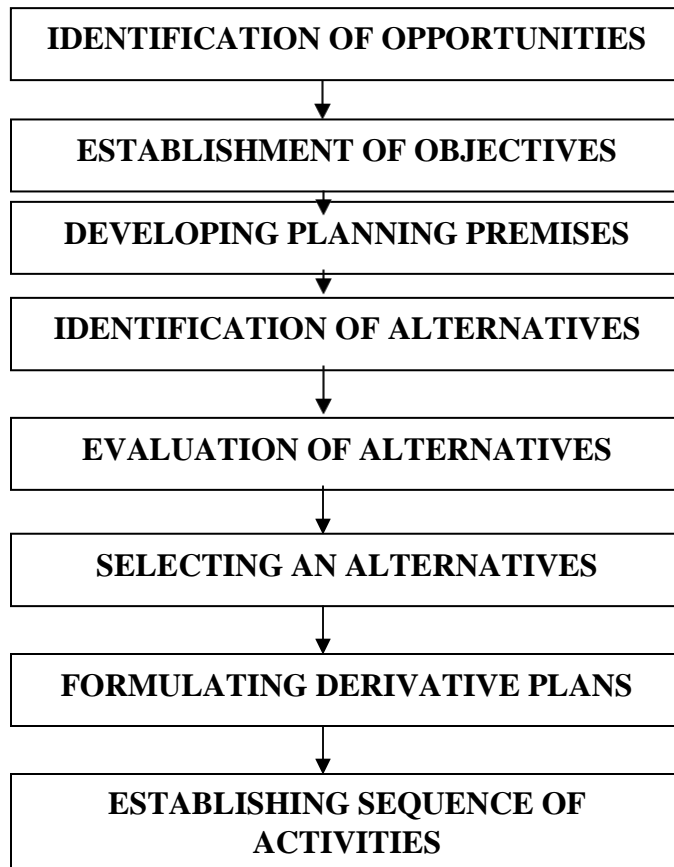 IDENTIFICATION OF OPPORTUNITIES
ESTABLISHMENT OF OBJECTIVES
DEVELOPING PLANNING PREMISES
IDENTIFICATION OF ALTERNATIVES
EVALUATION OF ALTERNATIVES
SELECTING AN ALTERNATIVES
FORMULATING DERIVATIVE PLANS
ESTABLISHING SEQUENCE OF
ACTIVITIES